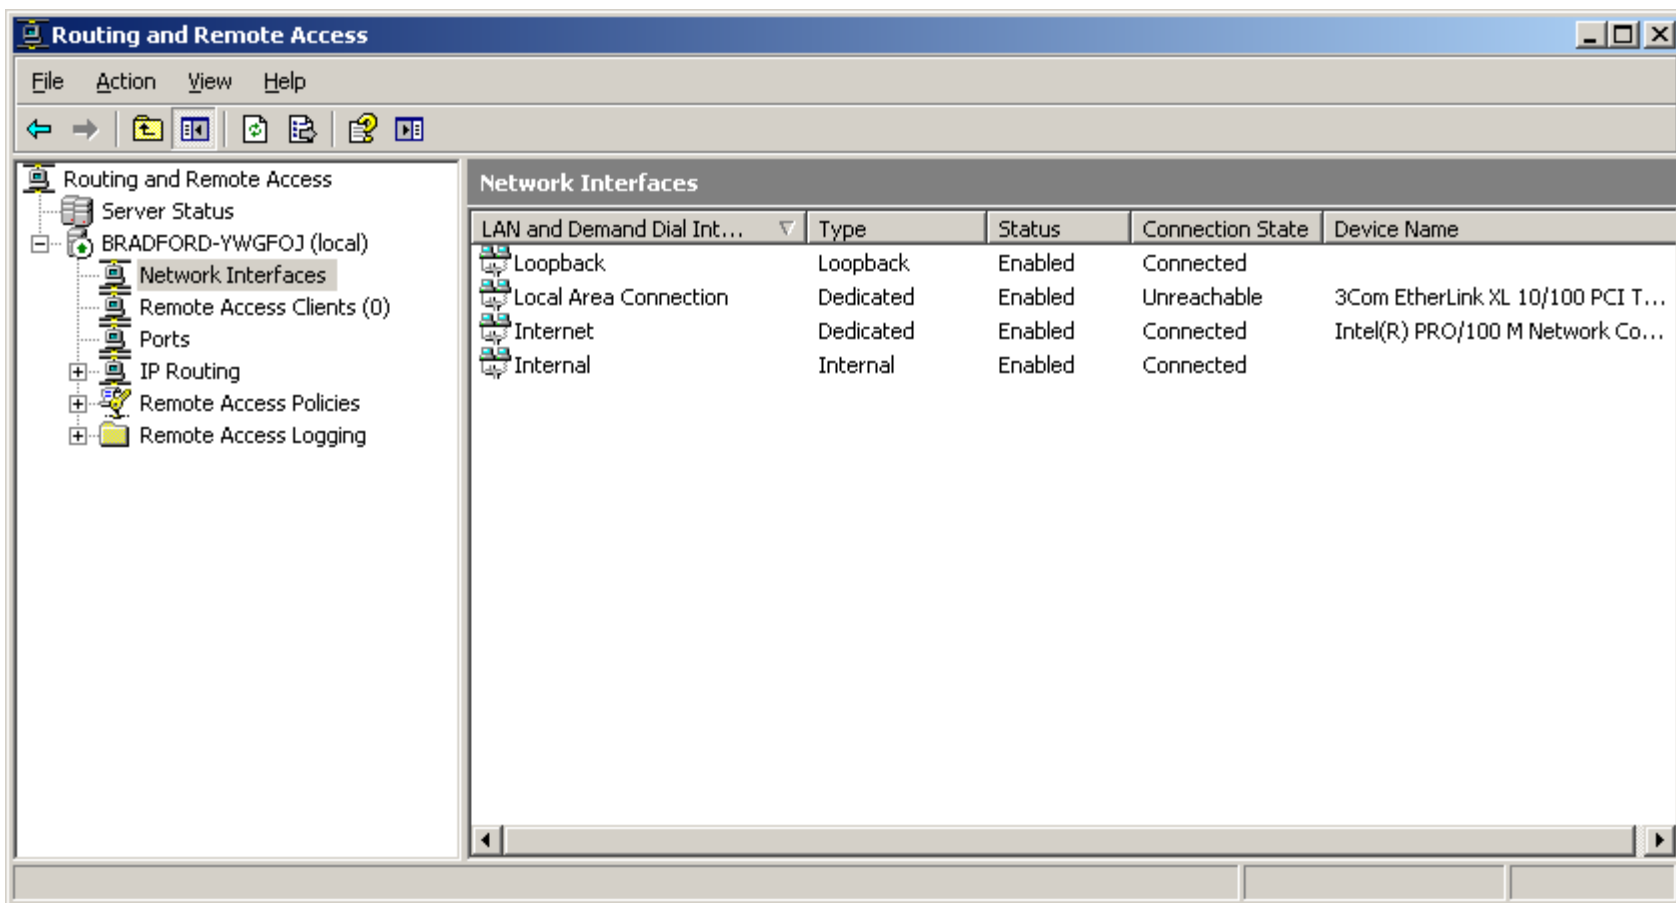 Routing and Remote Access
File Action View Help
Routing and Remote Access
Server Status
BRADFORD-YWGFOJ (local)
Network Interfaces
Remote Access Clients (0)
Ports
IP Routing
Remote Access Policies
Remote Access Logging
Network Interfaces
LAN and Demand Dial Int... Type Status Connection State Device Name
Loopback Loopback Enabled Connected
Local Area Connection Dedicated Enabled Unreachable 3Com EtherLink XL 10/100 PCI T...
Internet Dedicated Enabled Connected Intel(R) PRO/100 M Network Co...
Internal Internal Enabled Connected